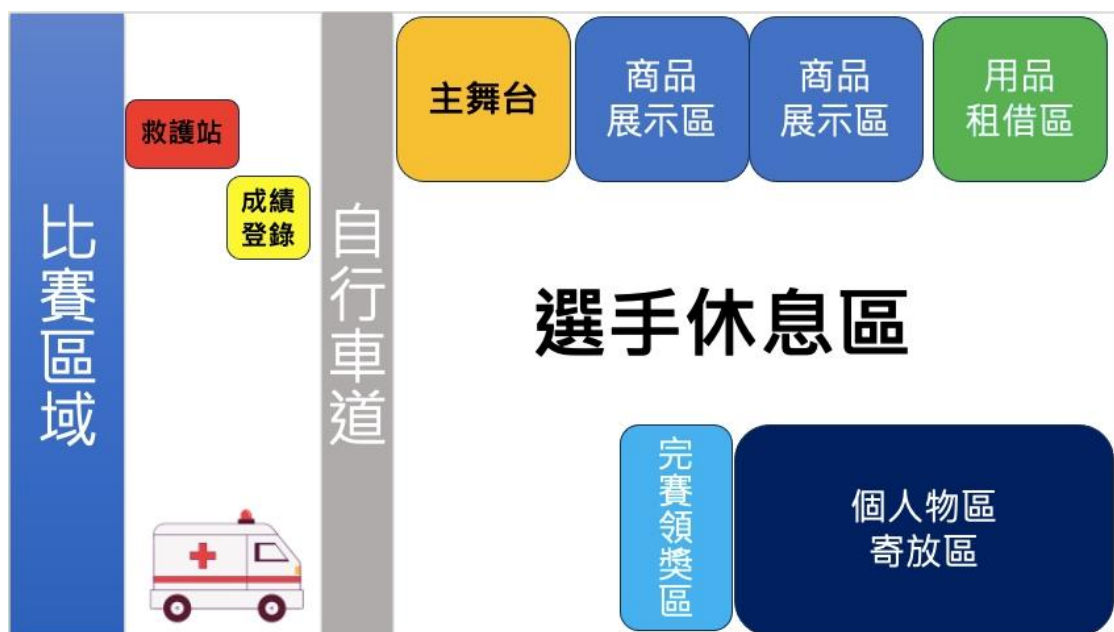 比賽區域
救護站
成績
登錄
自行車道
主舞台
商品
展示區
商品
展示區
用品
租借區
選手休息區
完賽領獎區
個人物區
寄放區